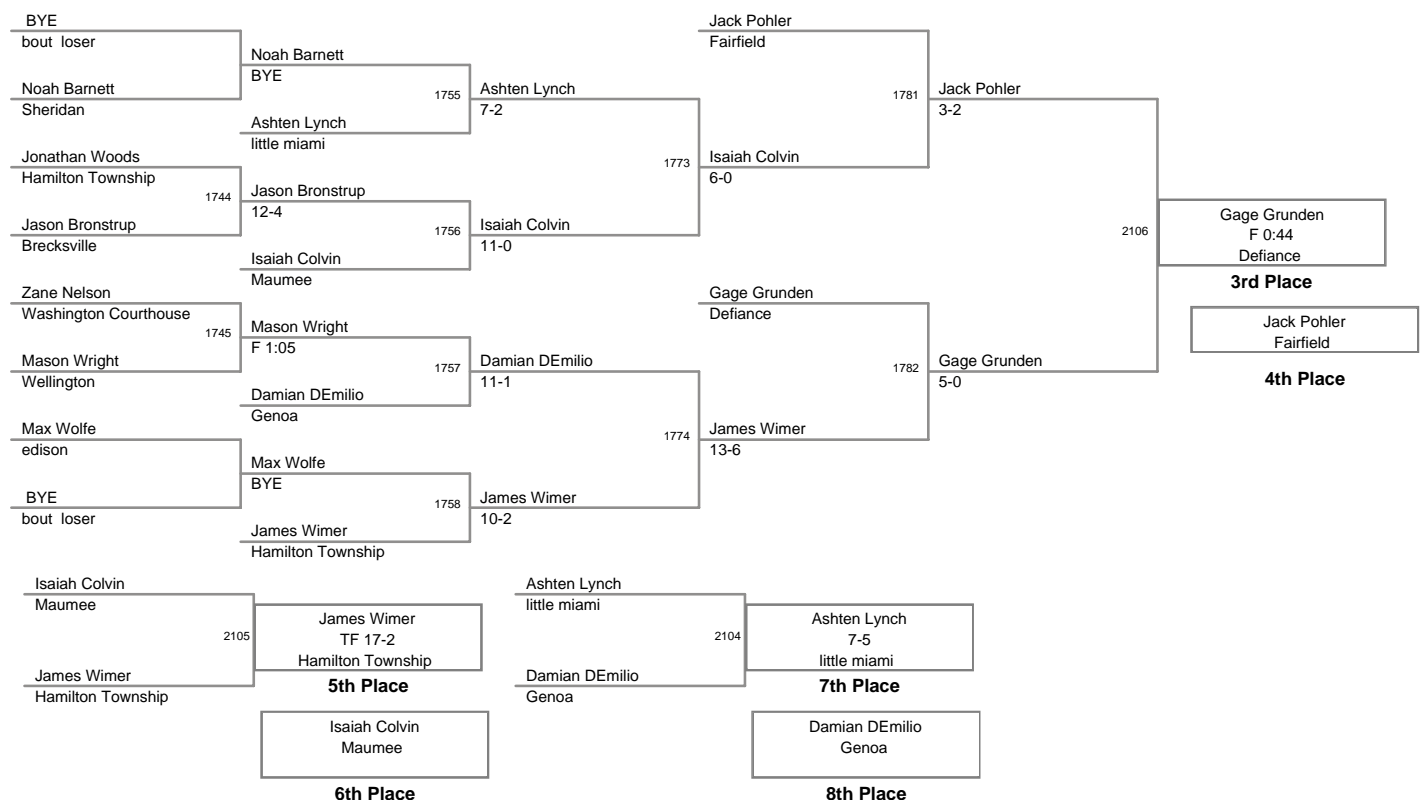 BYE
bout loser
Noah Barnett
Sheridan
Jonathan Woods
Hamilton Township
1744
Jason Bronstrup
Brecksville
Zane Nelson
Washington Courthouse
1745
Mason Wright
Wellington
Max Wolfe
edison
BYE
bout loser
Noah Barnett
BYE
1755
Ashten Lynch
little miami
Jason Bronstrup
12-4
1756
Isaiah Colvin
Maumee
Mason Wright
F 1:05
1757
Damian DEmilio
Genoa
Max Wolfe
BYE
1758
James Wimer
Hamilton Township
Ashten Lynch
7-2
1773
Isaiah Colvin
11-0
Damian DEmilio
11-1
1774
James Wimer
10-2
Jack Pohler
Fairfield
1781
Isaiah Colvin
6-0
Gage Grunden
Defiance
1782
James Wimer
13-6
Jack Pohler
3-2
2106
Gage Grunden
5-0
Gage Grunden
F 0:44
Defiance
3rd Place
Jack Pohler
Fairfield
4th Place
Isaiah Colvin
Maumee
2105
James Wimer
Hamilton Township
James Wimer
TF 17-2
Hamilton Township
5th Place
Isaiah Colvin
Maumee
6th Place
Ashten Lynch
little miami
2104
Damian DEmilio
Genoa
Ashten Lynch
7-5
little miami
7th Place
Damian DEmilio
Genoa
8th Place